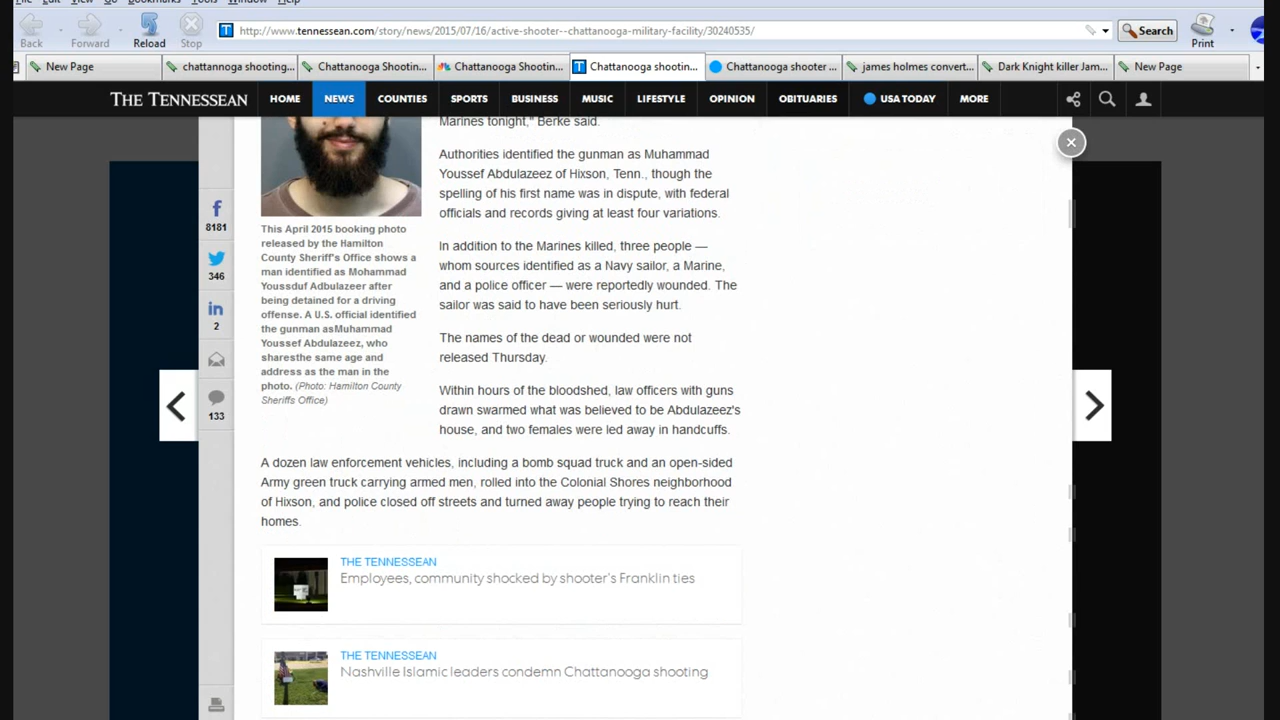 File Edit View Go Bookmarks Tools Window Help
Back Forward Reload Stop
http://www.tennessean.com/story/news/2015/07/16/active-shooter--chattanooga-military-facility/30240535/
Search
Print
New Page
chattannoga shooting...
Chattanooga Shootin...
Chattanooga Shootin...
Chattanooga shootin...
Chattanooga shooter ...
james holmes convert...
Dark Knight killer Jam...
New Page
THE TENNESSEAN HOME NEWS COUNTIES SPORTS BUSINESS MUSIC LIFESTYLE OPINION OBITUARIES USA TODAY MORE
Marines tonight," Berke said.
Authorities identified the gunman as Muhammad
Youssef Abdulazeez of Hixson, Tenn., though the
spelling of his first name was in dispute, with federal
officials and records giving at least four variations.
In addition to the Marines killed, three people —
whom sources identified as a Navy sailor, a Marine,
and a police officer — were reportedly wounded. The
sailor was said to have been seriously hurt.
The names of the dead or wounded were not
released Thursday.
Within hours of the bloodshed, law officers with guns
drawn swarmed what was believed to be Abdulazeez's
house, and two females were led away in handcuffs.
8181
346
2
133
This April 2015 booking photo
released by the Hamilton
County Sheriff's Office shows a
man identified as Mohammad
Youssduf Adbulazeer after
being detained for a driving
offense. A U.S. official identified
the gunman asMuhammad
Youssef Abdulazeez, who
sharesthe same age and
address as the man in the
photo. (Photo: Hamilton County
Sheriffs Office)
A dozen law enforcement vehicles, including a bomb squad truck and an open-sided
Army green truck carrying armed men, rolled into the Colonial Shores neighborhood
of Hixson, and police closed off streets and turned away people trying to reach their
homes.
THE TENNESSEAN
Employees, community shocked by shooter's Franklin ties
THE TENNESSEAN
Nashville Islamic leaders condemn Chattanooga shooting